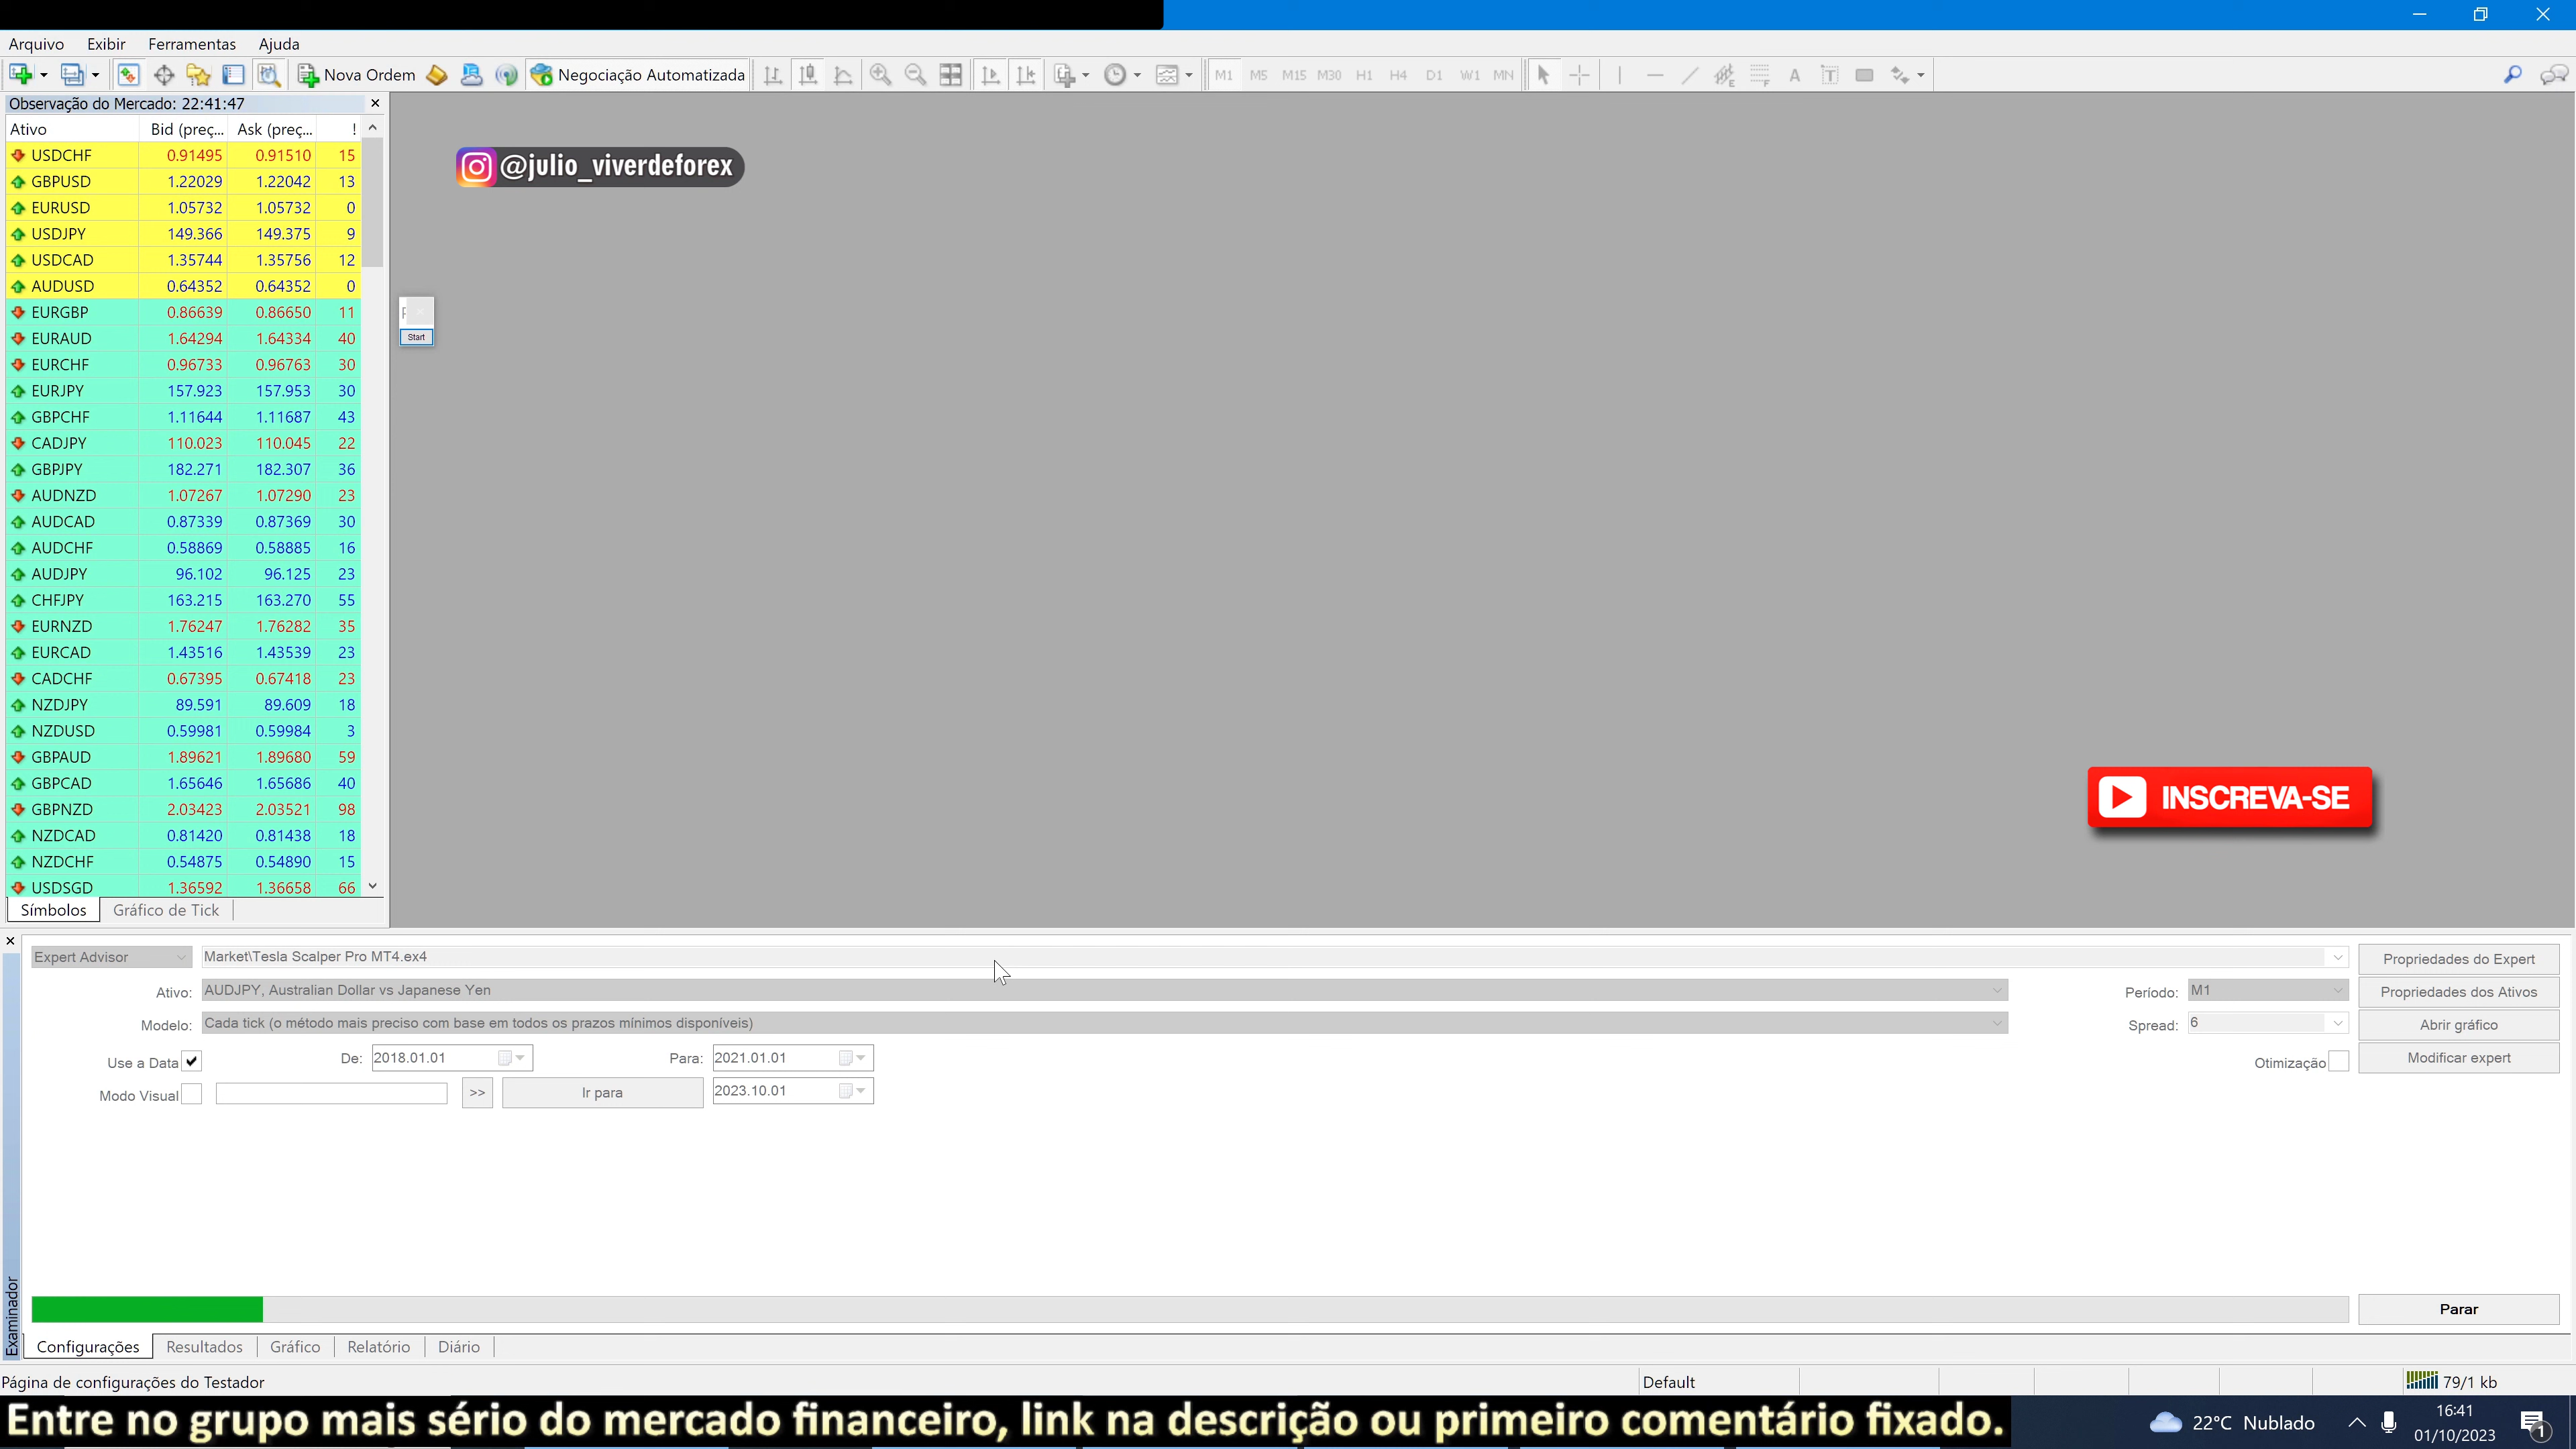 Arquivo Exibir Ferramentas Ajuda
Nova Ordem Negociação Automatizada M1 M5 M15 M30 H1 H4 D1 W1 MN
Observação do Mercado: 22:41:47
Ativo Bid (preç... Ask (preç... !
USDCHF 0.91495 0.91510 15
GBPUSD 1.22029 1.22042 13
EURUSD 1.05732 1.05732 0
USDJPY 149.366 149.375 9
USDCAD 1.35744 1.35756 12
AUDUSD 0.64352 0.64352 0
EURGBP 0.86639 0.86650 11
EURAUD 1.64294 1.64334 40
EURCHF 0.96733 0.96763 30
EURJPY 157.923 157.953 30
GBPCHF 1.11644 1.11687 43
CADJPY 110.023 110.045 22
GBPJPY 182.271 182.307 36
AUDNZD 1.07267 1.07290 23
AUDCAD 0.87339 0.87369 30
AUDCHF 0.58869 0.58885 16
AUDJPY 96.102 96.125 23
CHFJPY 163.215 163.270 55
EURNZD 1.76247 1.76282 35
EURCAD 1.43516 1.43539 23
CADCHF 0.67395 0.67418 23
NZDJPY 89.591 89.609 18
NZDUSD 0.59981 0.59984 3
GBPAUD 1.89621 1.89680 59
GBPCAD 1.65646 1.65686 40
GBPNZD 2.03423 2.03521 98
NZDCAD 0.81420 0.81438 18
NZDCHF 0.54875 0.54890 15
USDSGD 1.36592 1.36658 66
Símbolos Gráfico de Tick
@julio_viverdeforex
Start
INSCREVA-SE
Expert Advisor Market\Tesla Scalper Pro MT4.ex4 Propriedades do Expert
Ativo: AUDJPY, Australian Dollar vs Japanese Yen Período: M1 Propriedades dos Ativos
Modelo: Cada tick (o método mais preciso com base em todos os prazos mínimos disponíveis) Spread: 6 Abrir gráfico
Use a Data De: 2018.01.01 Para: 2021.01.01 Otimização Modificar expert
Modo Visual >> Ir para 2023.10.01
Parar
Examinador
Configurações Resultados Gráfico Relatório Diário
Página de configurações do Testador Default 79/1 kb
Entre no grupo mais sério do mercado financeiro, link na descrição ou primeiro comentário fixado.
22°C Nublado
16:41
01/10/2023
1